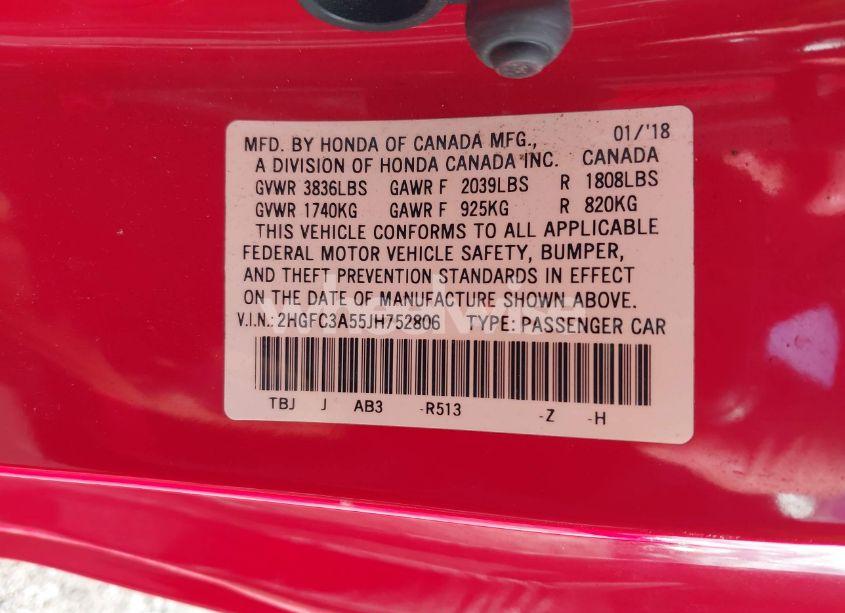 MFD. BY HONDA OF CANADA MFG., 01/'18
A DIVISION OF HONDA CANADA INC. CANADA
GVWR 3836LBS GAWR F 2039LBS R 1808LBS
GVWR 1740KG GAWR F 925KG R 820KG
THIS VEHICLE CONFORMS TO ALL APPLICABLE
FEDERAL MOTOR VEHICLE SAFETY, BUMPER,
AND THEFT PREVENTION STANDARDS IN EFFECT
ON THE DATE OF MANUFACTURE SHOWN ABOVE.
V.I.N.: 2HGFC3A55JH752806 TYPE: PASSENGER CAR
TBJ J AB3 -R513 -Z -H